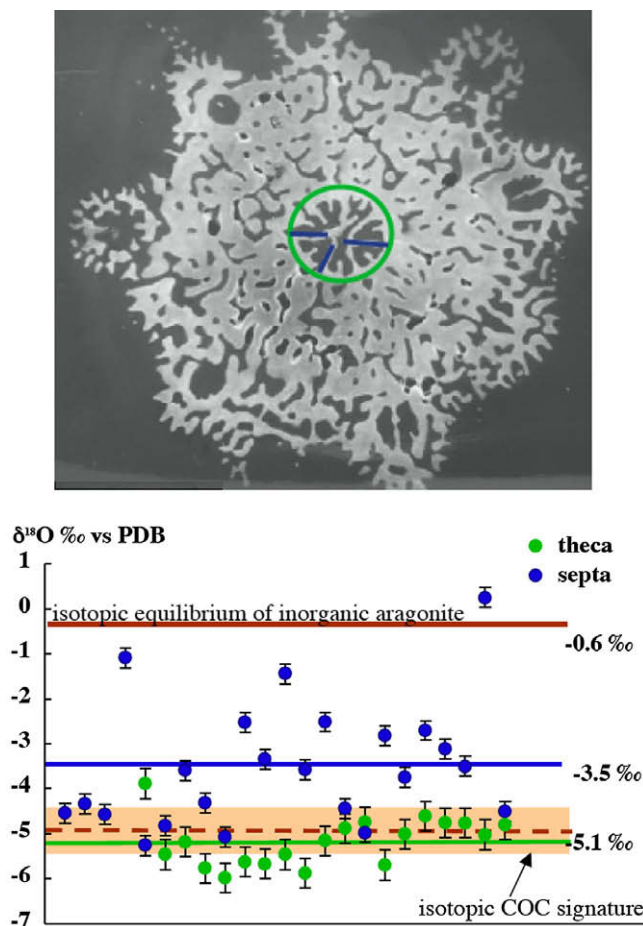 δ¹⁸O ‰ vs PDB
theca
septa
1
0
-1
-2
-3
-4
-5
-6
-7
isotopic equilibrium of inorganic aragonite
-0.6 ‰
-3.5 ‰
-5.1 ‰
isotopic COC signature